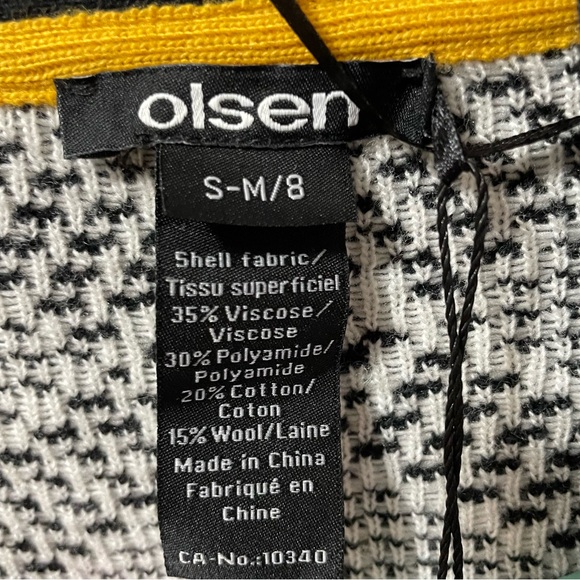 olsen
S-M/8
Shell fabric/
Tissu superficiel
35% Viscose/
Viscose
30% Polyamide/
Polyamide
20% Cotton/
Coton
15% Wool/Laine
Made in China
Fabriqué en
Chine
CA-No.:10340